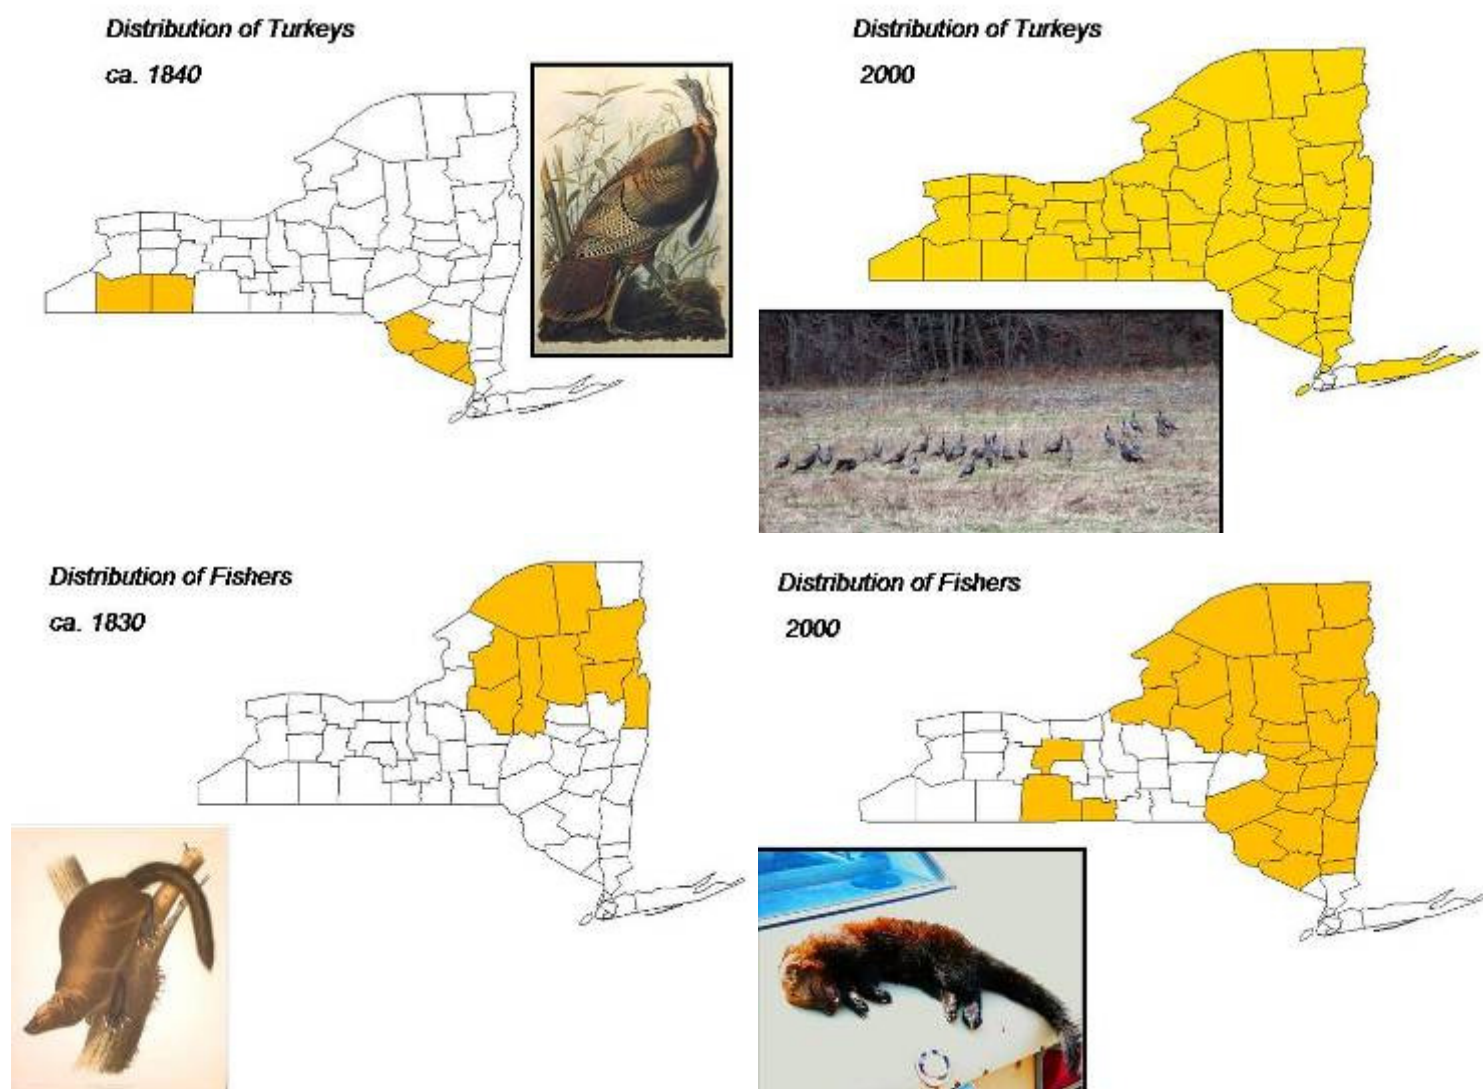 Distribution of Turkeys
ca. 1840
Distribution of Turkeys
2000
Distribution of Fishers
ca. 1830
Distribution of Fishers
2000